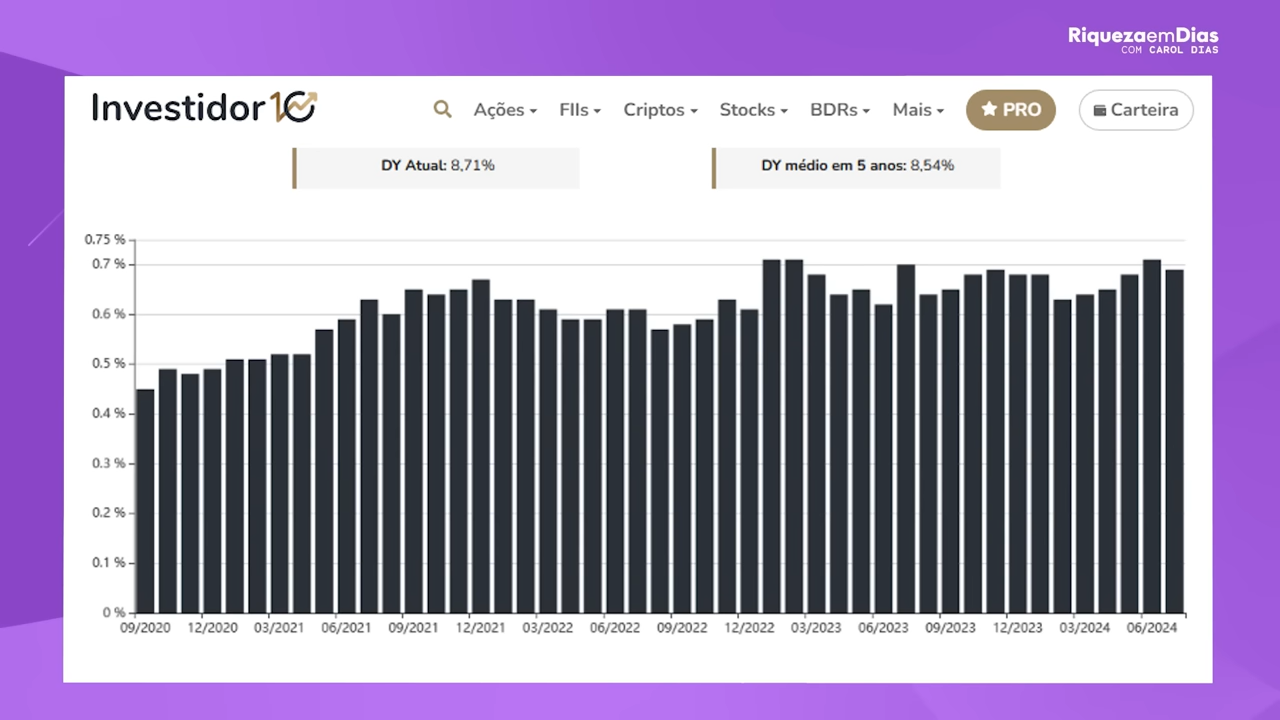 RiquezaemDias
COM CAROL DIAS
Investidor 10
Ações
FIIs
Criptos
Stocks
BDRs
Mais
PRO
Carteira
DY Atual: 8,71%
DY médio em 5 anos: 8,54%
0.75 %
0.7 %
0.6 %
0.5 %
0.4 %
0.3 %
0.2 %
0.1 %
0 %
09/2020 12/2020 03/2021 06/2021 09/2021 12/2021 03/2022 06/2022 09/2022 12/2022 03/2023 06/2023 09/2023 12/2023 03/2024 06/2024